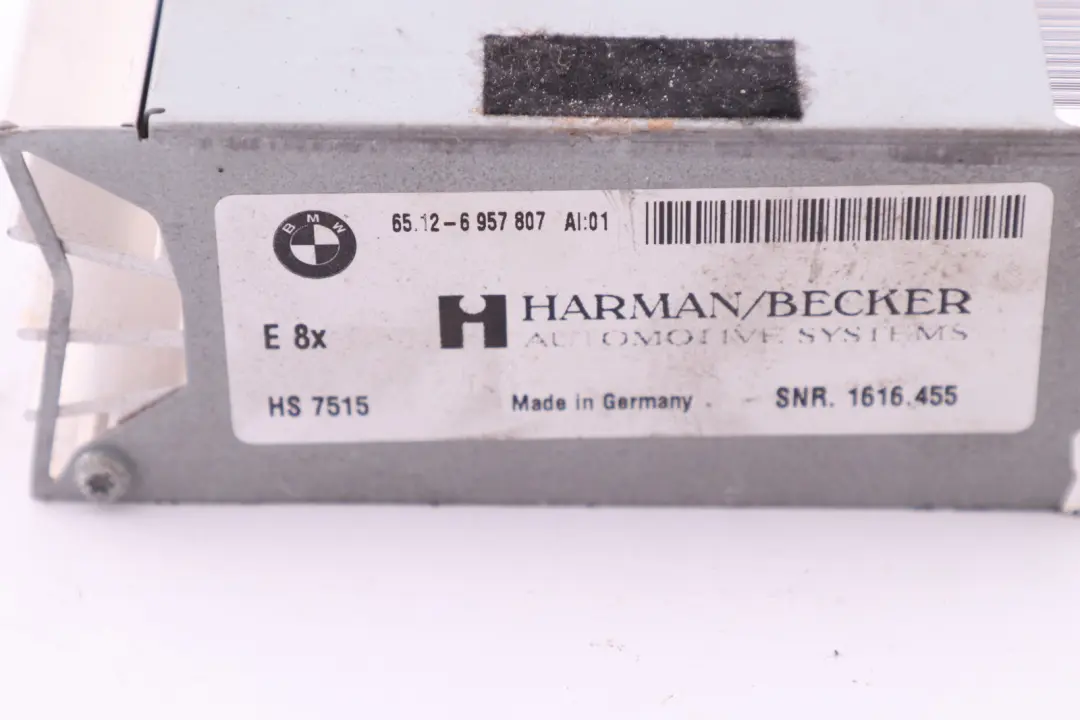 BMW
65.12-6 957 807 AI:01
HARMAN/BECKER
AUTOMOTIVE SYSTEMS
E 8x
HS 7515
Made in Germany
SNR. 1616.455